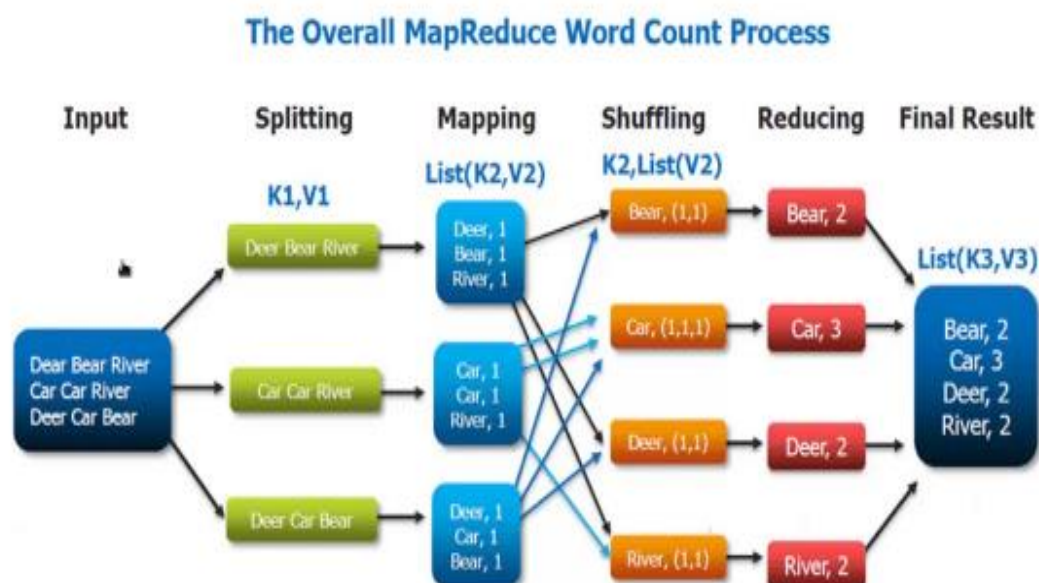 The Overall MapReduce Word Count Process
Input
Splitting
Mapping
Shuffling
Reducing
Final Result
K1,V1
List(K2,V2)
K2,List(V2)
List(K3,V3)
Dear Bear River
Car Car River
Deer Car Bear
Deer Bear River
Car Car River
Deer Car Bear
Deer, 1
Bear, 1
River, 1
Car, 1
Car, 1
River, 1
Deer, 1
Car, 1
Bear, 1
Bear, (1,1)
Car, (1,1,1)
Deer, (1,1)
River, (1,1)
Bear, 2
Car, 3
Deer, 2
River, 2
Bear, 2
Car, 3
Deer, 2
River, 2